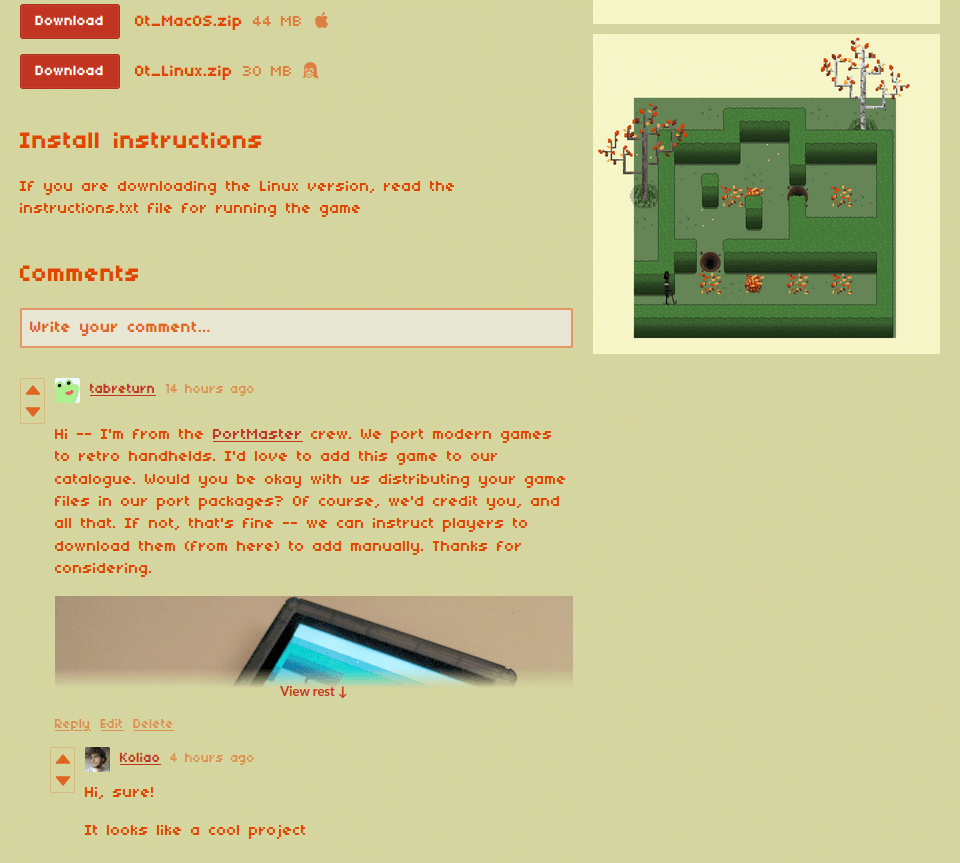 Download 0t_MacOS.zip 44 MB
Download 0t_Linux.zip 30 MB
Install instructions
If you are downloading the Linux version, read the
instructions.txt file for running the game
Comments
Write your comment...
tabreturn 14 hours ago
Hi -- I'm from the PortMaster crew. We port modern games
to retro handhelds. I'd love to add this game to our
catalogue. Would you be okay with us distributing your game
files in our port packages? Of course, we'd credit you, and
all that. If not, that's fine -- we can instruct players to
download them (from here) to add manually. Thanks for
considering.
View rest ↓
Reply Edit Delete
Koliao 4 hours ago
Hi, sure!
It looks like a cool project